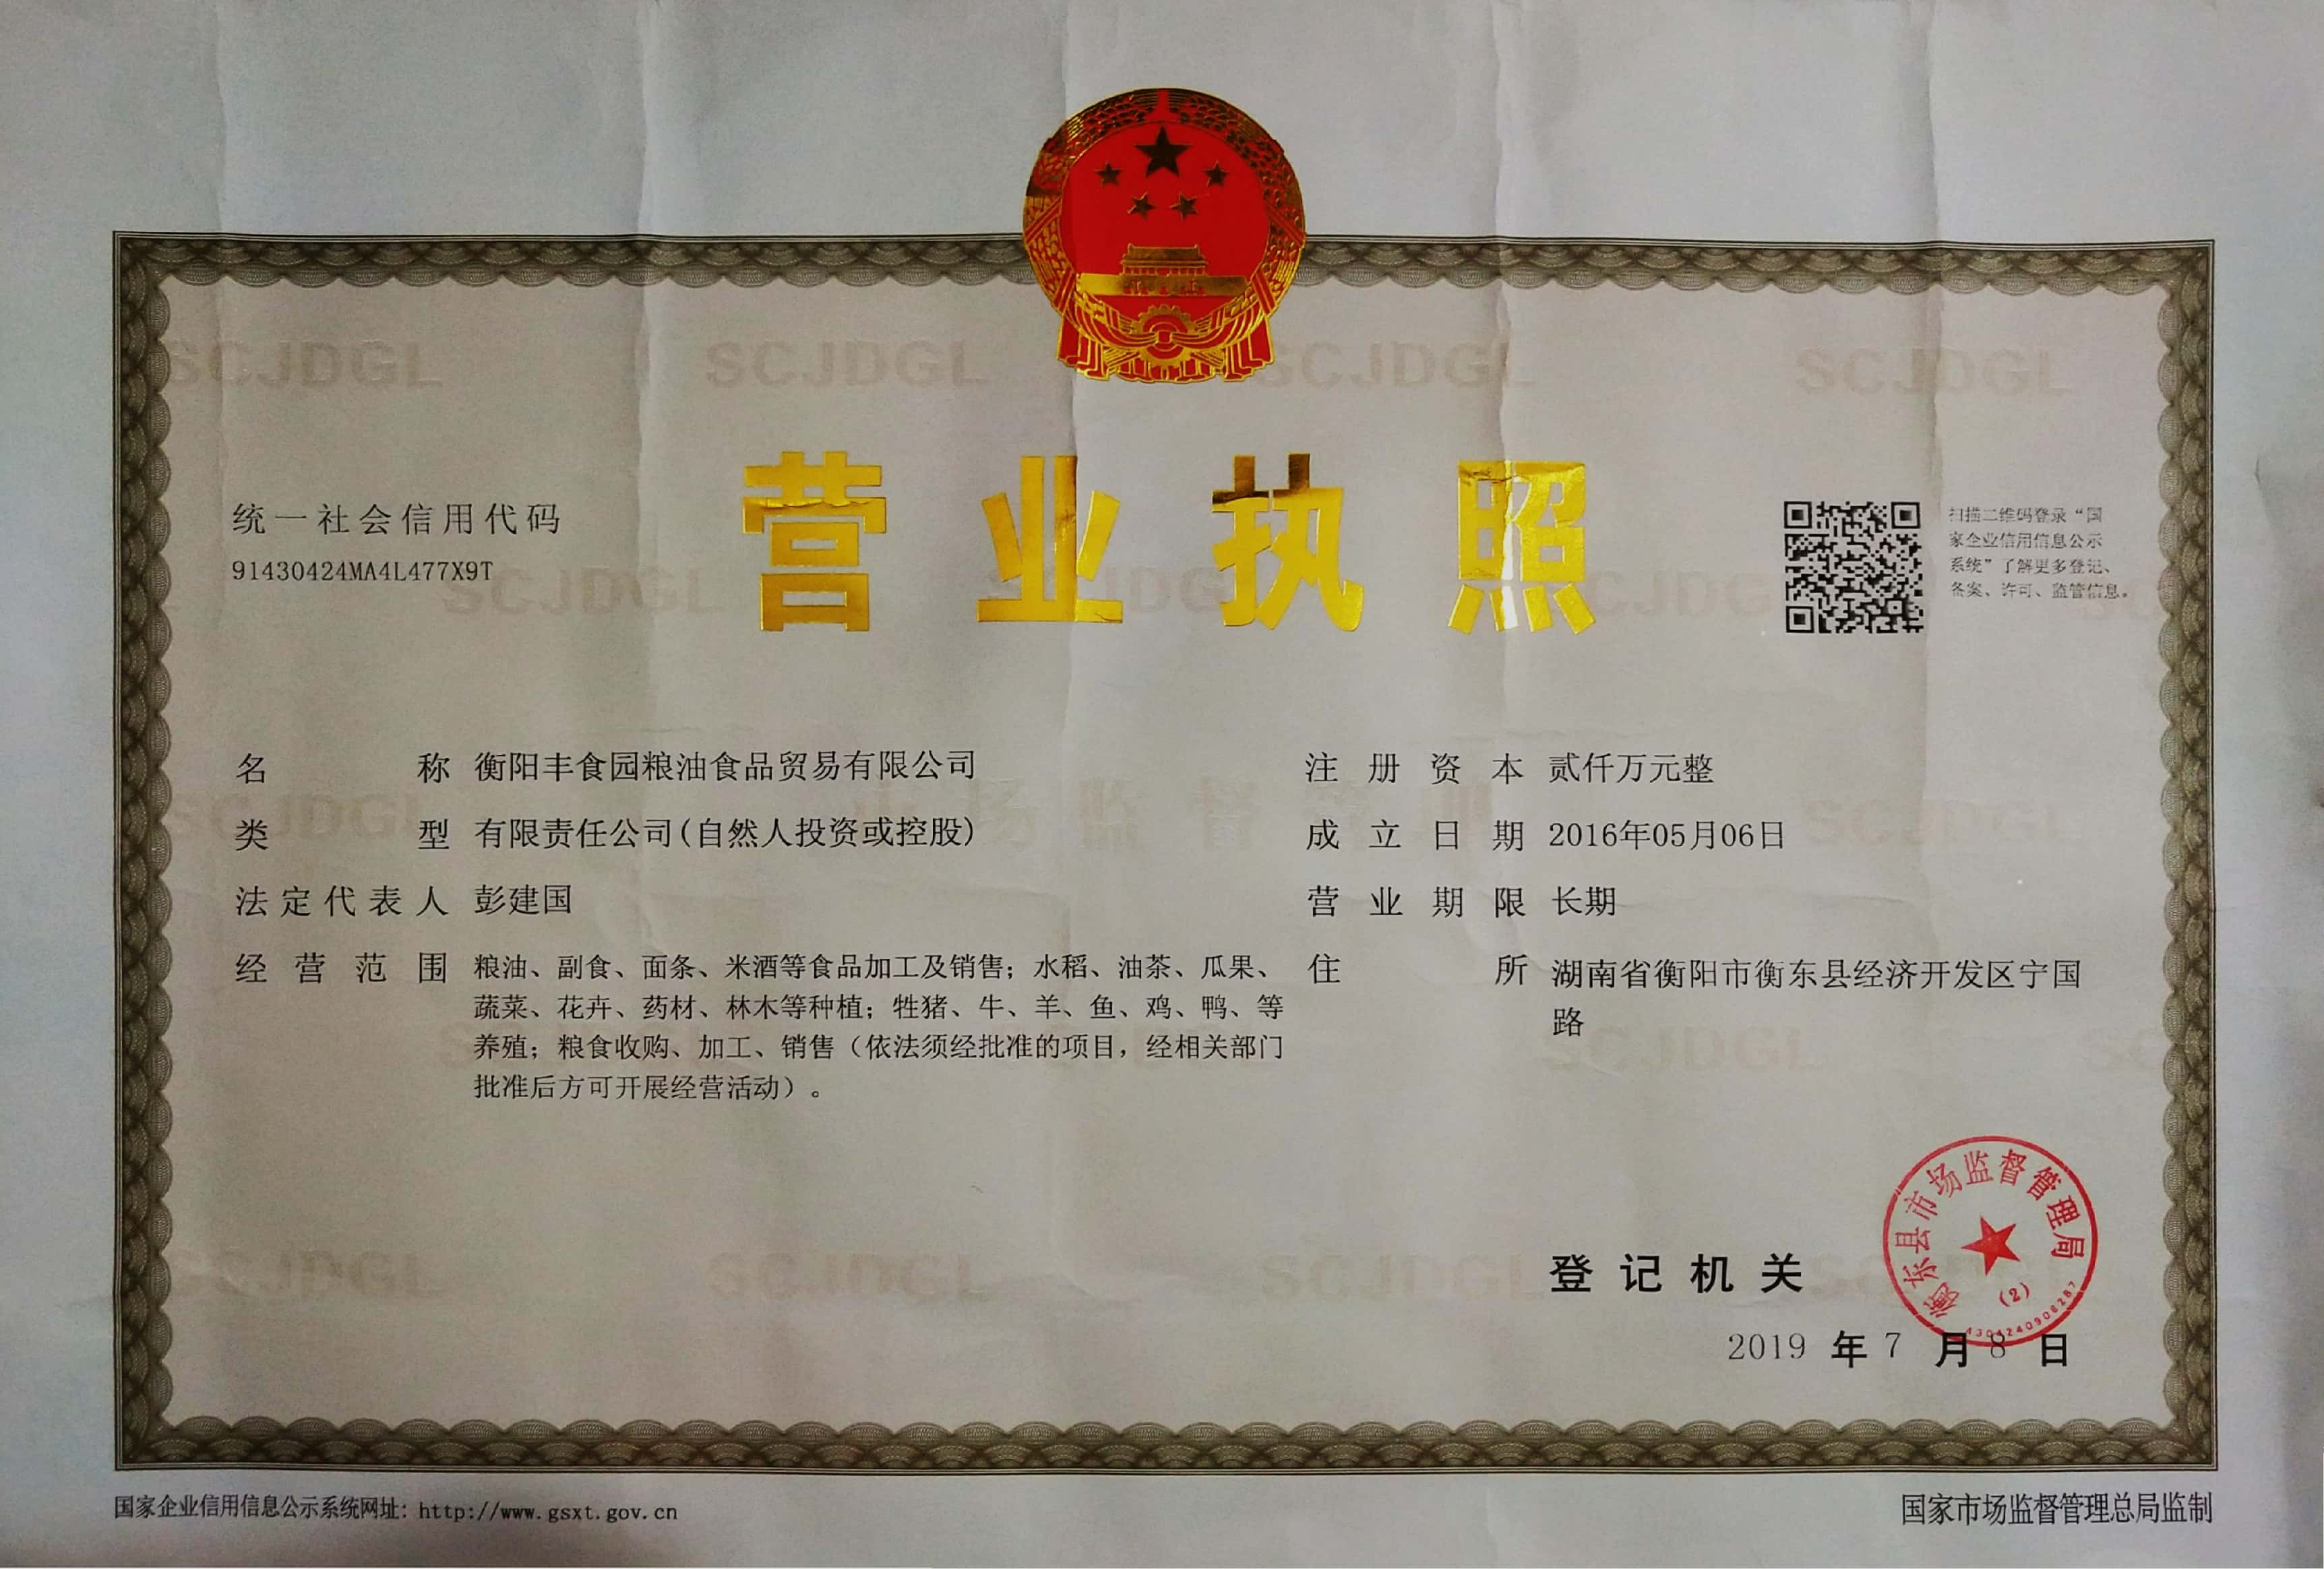 营业执照
统一社会信用代码
91430424MA4L477X9T
扫描二维码登录“国
家企业信用信息公示
系统”了解更多登记、
备案、许可、监管信息。
名称 衡阳丰食园粮油食品贸易有限公司
类型 有限责任公司(自然人投资或控股)
法定代表人 彭建国
经营范围 粮油、副食、面条、米酒等食品加工及销售；水稻、油茶、瓜果、
蔬菜、花卉、药材、林木等种植；牲猪、牛、羊、鱼、鸡、鸭、等
养殖；粮食收购、加工、销售（依法须经批准的项目，经相关部门
批准后方可开展经营活动）。
注册资本 贰仟万元整
成立日期 2016年05月06日
营业期限 长期
住所 湖南省衡阳市衡东县经济开发区宁国
路
登记机关
衡东县市场监督管理局
(2)
2019 年 7 月 8 日
国家企业信用信息公示系统网址: http://www.gsxt.gov.cn
国家市场监督管理总局监制
SCJDGL
SCJDGL
SCJDGL
SCJDGL